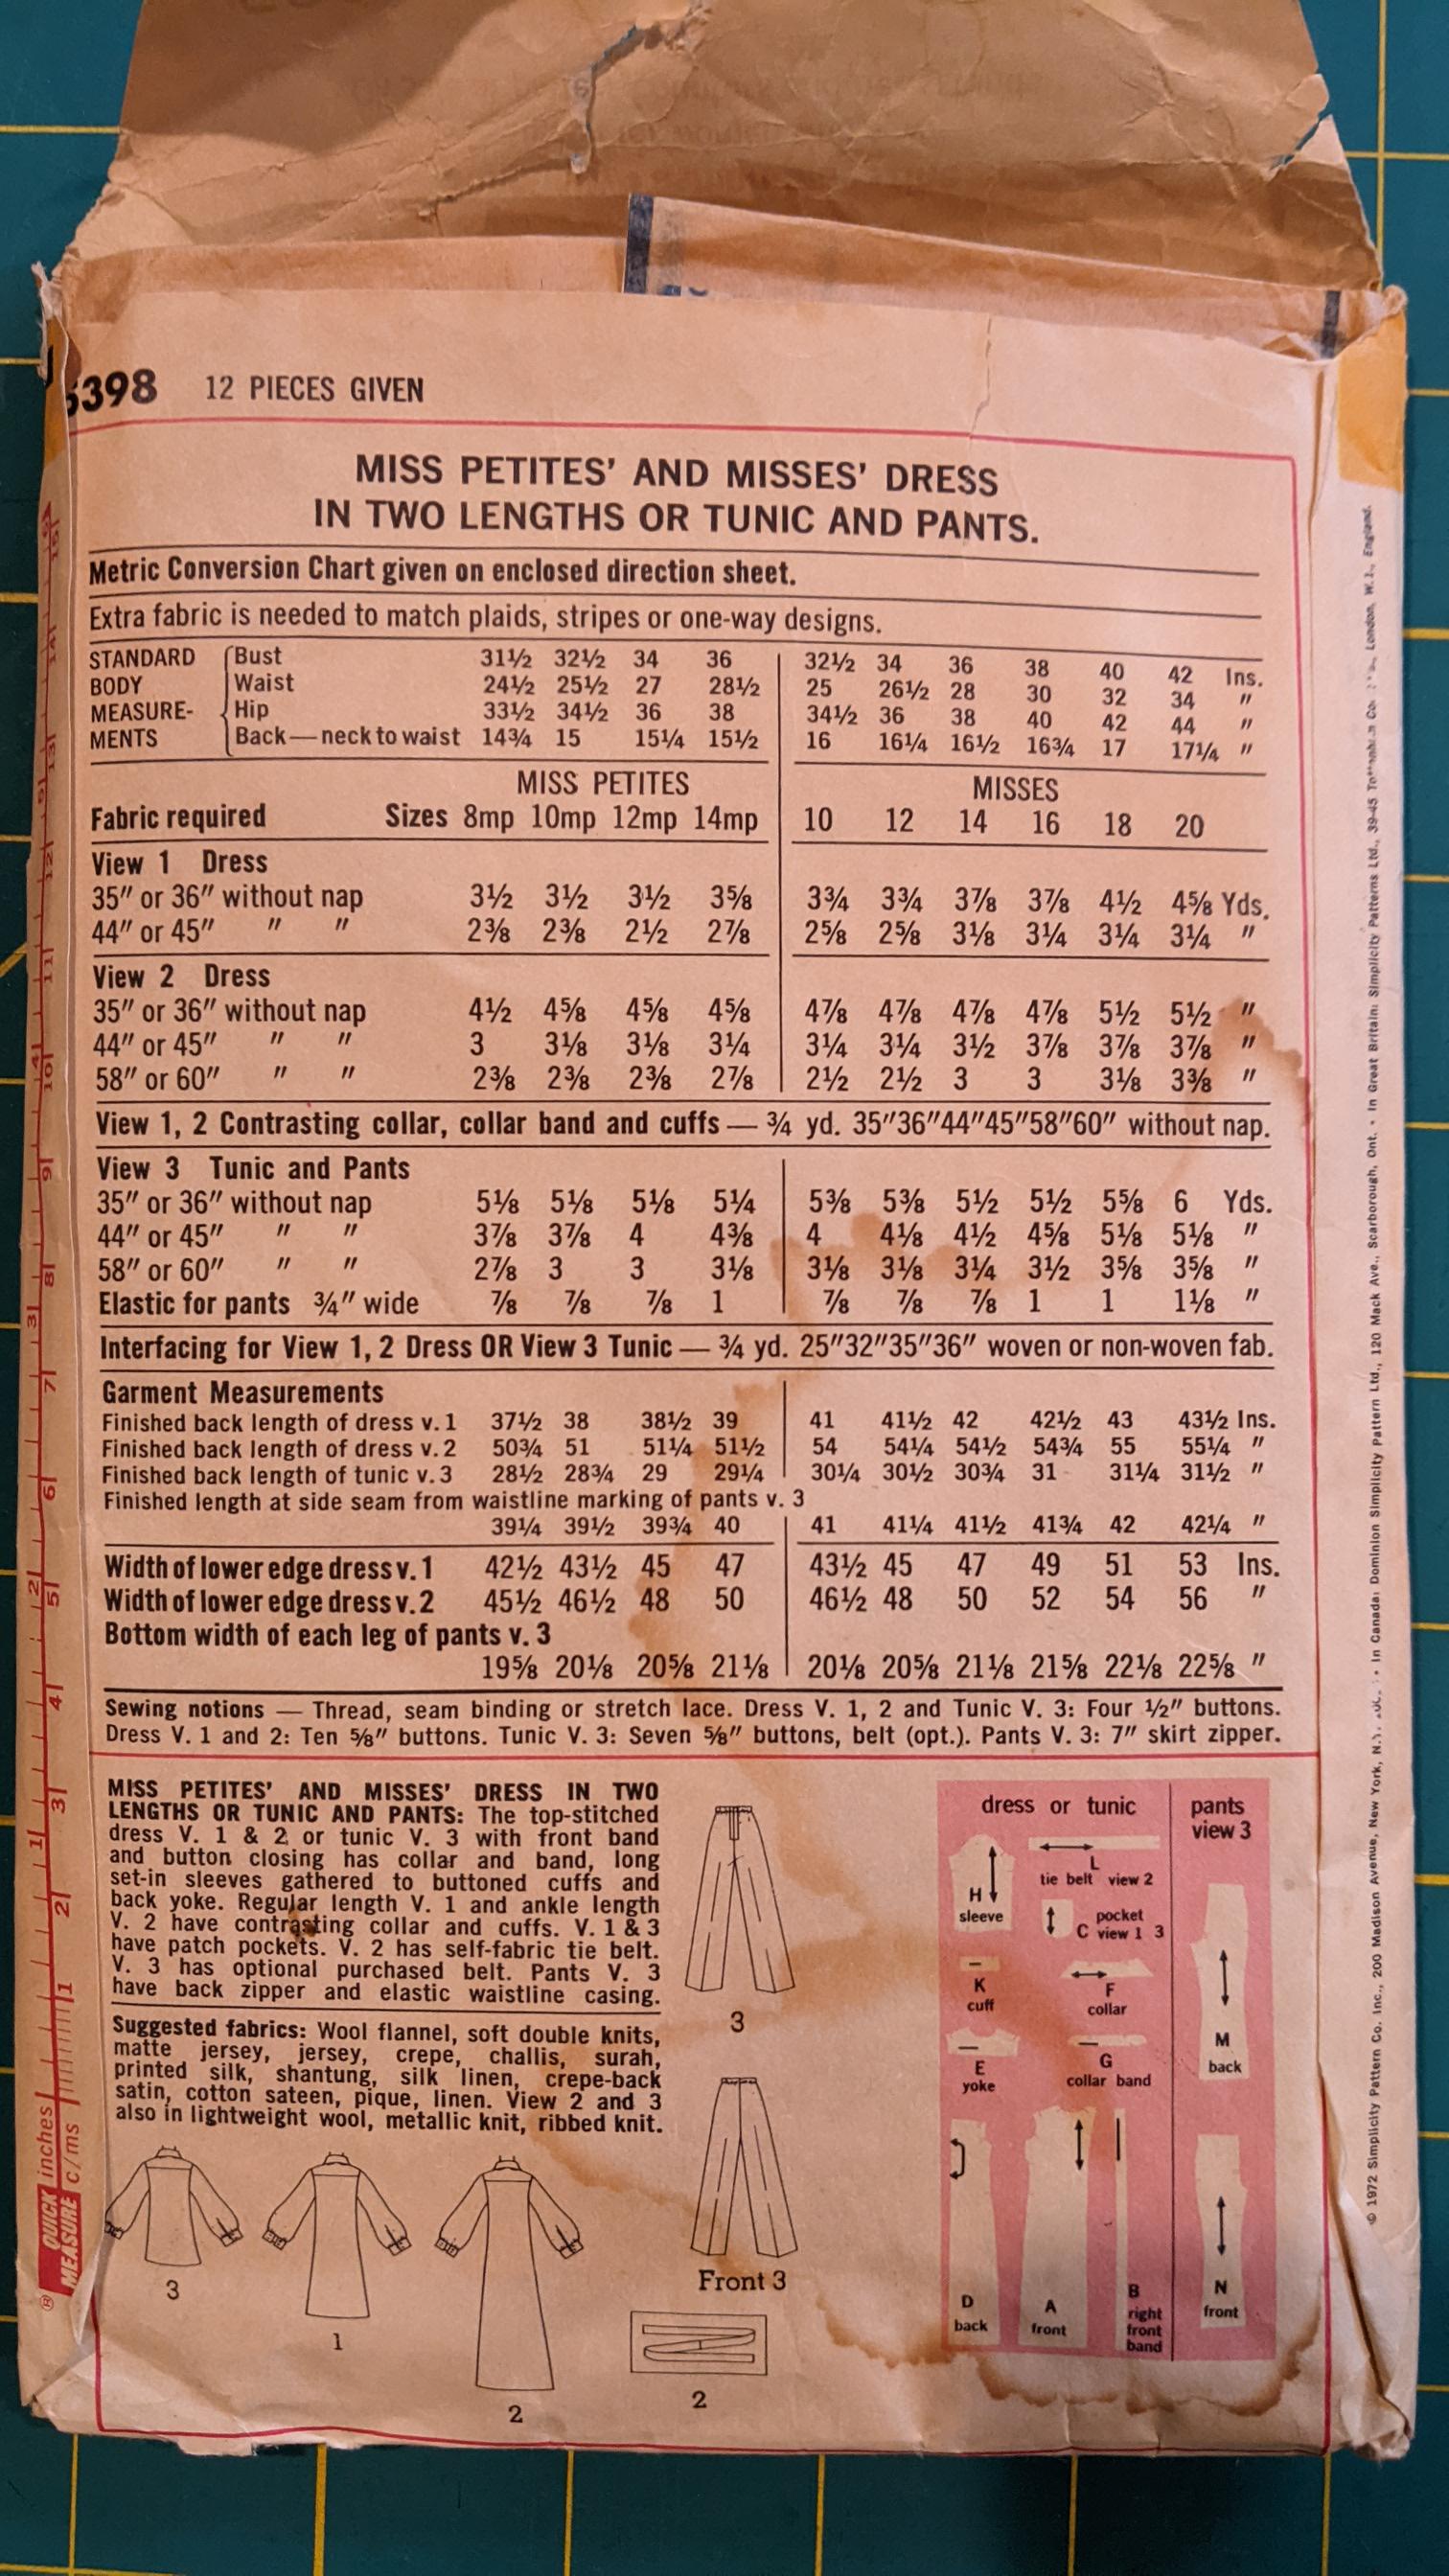 5398 12 PIECES GIVEN
MISS PETITES' AND MISSES' DRESS
IN TWO LENGTHS OR TUNIC AND PANTS.
Metric Conversion Chart given on enclosed direction sheet.
Extra fabric is needed to match plaids, stripes or one-way designs.
STANDARD Bust 31½ 32½ 34 36 32½ 34 36 38 40 42 Ins.
BODY Waist 24½ 25½ 27 28½ 25 26½ 28 30 32 34 "
MEASURE- Hip 33½ 34½ 36 38 34½ 36 38 40 42 44 "
MENTS Back—neck to waist 14¾ 15 15¼ 15½ 16 16¼ 16½ 16¾ 17 17¼ "
MISS PETITES MISSES
Fabric required Sizes 8mp 10mp 12mp 14mp 10 12 14 16 18 20
View 1 Dress
35" or 36" without nap 3½ 3½ 3½ 3⅝ 3¾ 3¾ 3⅞ 3⅞ 4½ 4⅝ Yds.
44" or 45" " " 2⅜ 2⅜ 2½ 2⅞ 2⅝ 2⅝ 3⅛ 3¼ 3¼ 3¼ "
View 2 Dress
35" or 36" without nap 4½ 4⅝ 4⅝ 4⅝ 4⅞ 4⅞ 4⅞ 4⅞ 5½ 5½ "
44" or 45" " " 3 3⅛ 3⅛ 3¼ 3¼ 3¼ 3½ 3⅞ 3⅞ 3⅞ "
58" or 60" " " 2⅜ 2⅜ 2⅜ 2⅞ 2½ 2½ 3 3 3⅛ 3⅜ "
View 1, 2 Contrasting collar, collar band and cuffs — ¾ yd. 35"36"44"45"58"60" without nap.
View 3 Tunic and Pants
35" or 36" without nap 5⅛ 5⅛ 5⅛ 5¼ 5⅜ 5⅜ 5½ 5½ 5⅝ 6 Yds.
44" or 45" " " 3⅞ 3⅞ 4 4⅜ 4 4⅛ 4½ 4⅝ 5⅛ 5⅛ "
58" or 60" " " 2⅞ 3 3 3⅛ 3⅛ 3⅛ 3¼ 3½ 3⅝ 3⅝ "
Elastic for pants ¾" wide ⅞ ⅞ ⅞ 1 ⅞ ⅞ ⅞ 1 1 1⅛ "
Interfacing for View 1, 2 Dress OR View 3 Tunic — ¾ yd. 25"32"35"36" woven or non-woven fab.
Garment Measurements
Finished back length of dress v. 1 37½ 38 38½ 39 41 41½ 42 42½ 43 43½ Ins.
Finished back length of dress v. 2 50¾ 51 51¼ 51½ 54 54¼ 54½ 54¾ 55 55¼ "
Finished back length of tunic v. 3 28½ 28¾ 29 29¼ 30¼ 30½ 30¾ 31 31¼ 31½ "
Finished length at side seam from waistline marking of pants v. 3
39¼ 39½ 39¾ 40 41 41¼ 41½ 41¾ 42 42¼ "
Width of lower edge dress v. 1 42½ 43½ 45 47 43½ 45 47 49 51 53 Ins.
Width of lower edge dress v. 2 45½ 46½ 48 50 46½ 48 50 52 54 56 "
Bottom width of each leg of pants v. 3
19⅝ 20⅛ 20⅝ 21⅛ 20⅛ 20⅝ 21⅛ 21⅝ 22⅛ 22⅝ "
Sewing notions — Thread, seam binding or stretch lace. Dress V. 1, 2 and Tunic V. 3: Four ½" buttons.
Dress V. 1 and 2: Ten ⅝" buttons. Tunic V. 3: Seven ⅝" buttons, belt (opt.). Pants V. 3: 7" skirt zipper.
MISS PETITES' AND MISSES' DRESS IN TWO
LENGTHS OR TUNIC AND PANTS: The top-stitched
dress V. 1 & 2 or tunic V. 3 with front band
and button closing has collar and band, long
set-in sleeves gathered to buttoned cuffs and
back yoke. Regular length V. 1 and ankle length
V. 2 have contrasting collar and cuffs. V. 1 & 3
have patch pockets. V. 2 has self-fabric tie belt.
V. 3 has optional purchased belt. Pants V. 3
have back zipper and elastic waistline casing.
Suggested fabrics: Wool flannel, soft double knits,
matte jersey, jersey, crepe, challis, surah,
printed silk, shantung, silk linen, crepe-back
satin, cotton sateen, pique, linen. View 2 and 3
also in lightweight wool, metallic knit, ribbed knit.
3
1
2
3
Front 3
2
dress or tunic
H
sleeve
L
tie belt view 2
pocket
C view 1 3
K
cuff
F
collar
E
yoke
G
collar band
D
back
A
front
B
right
front
band
pants
view 3
M
back
N
front
QUICK inches
MEASURE c/ms
®
1 2 3 4 5 6 7 8 9 10 11 12 13 14 15
1 2 3 4 5
© 1972 Simplicity Pattern Co. Inc., 200 Madison Avenue, New York, N.Y. • In Canada: Dominion Simplicity Pattern Ltd., 120 Mack Ave., Scarborough, Ont. • In Great Britain: Simplicity Patterns Ltd., 39-45 London, W.1., England.